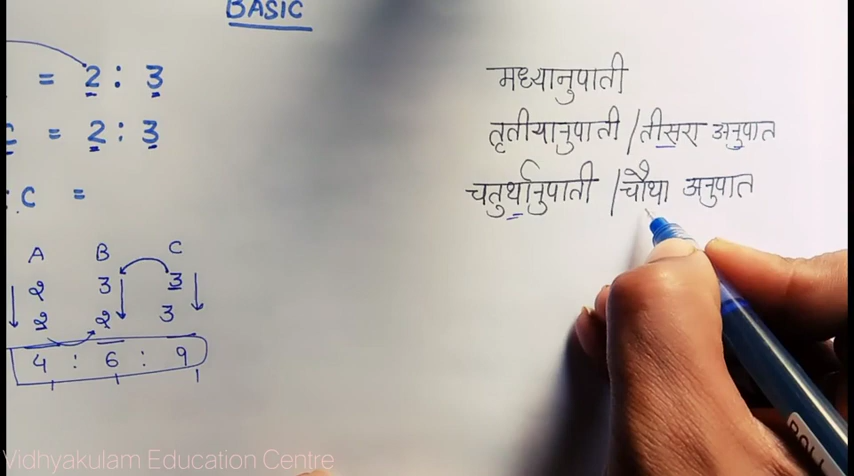 BASIC
= 2 : 3
C = 2 : 3
: C =
A B C
2 3 3
2 2 3
4 : 6 : 9
मध्यानुपाती
तृतीयानुपाती / तीसरा अनुपात
चतुर्थानुपाती / चौथा अनुपात
Vidhyakulam Education Centre